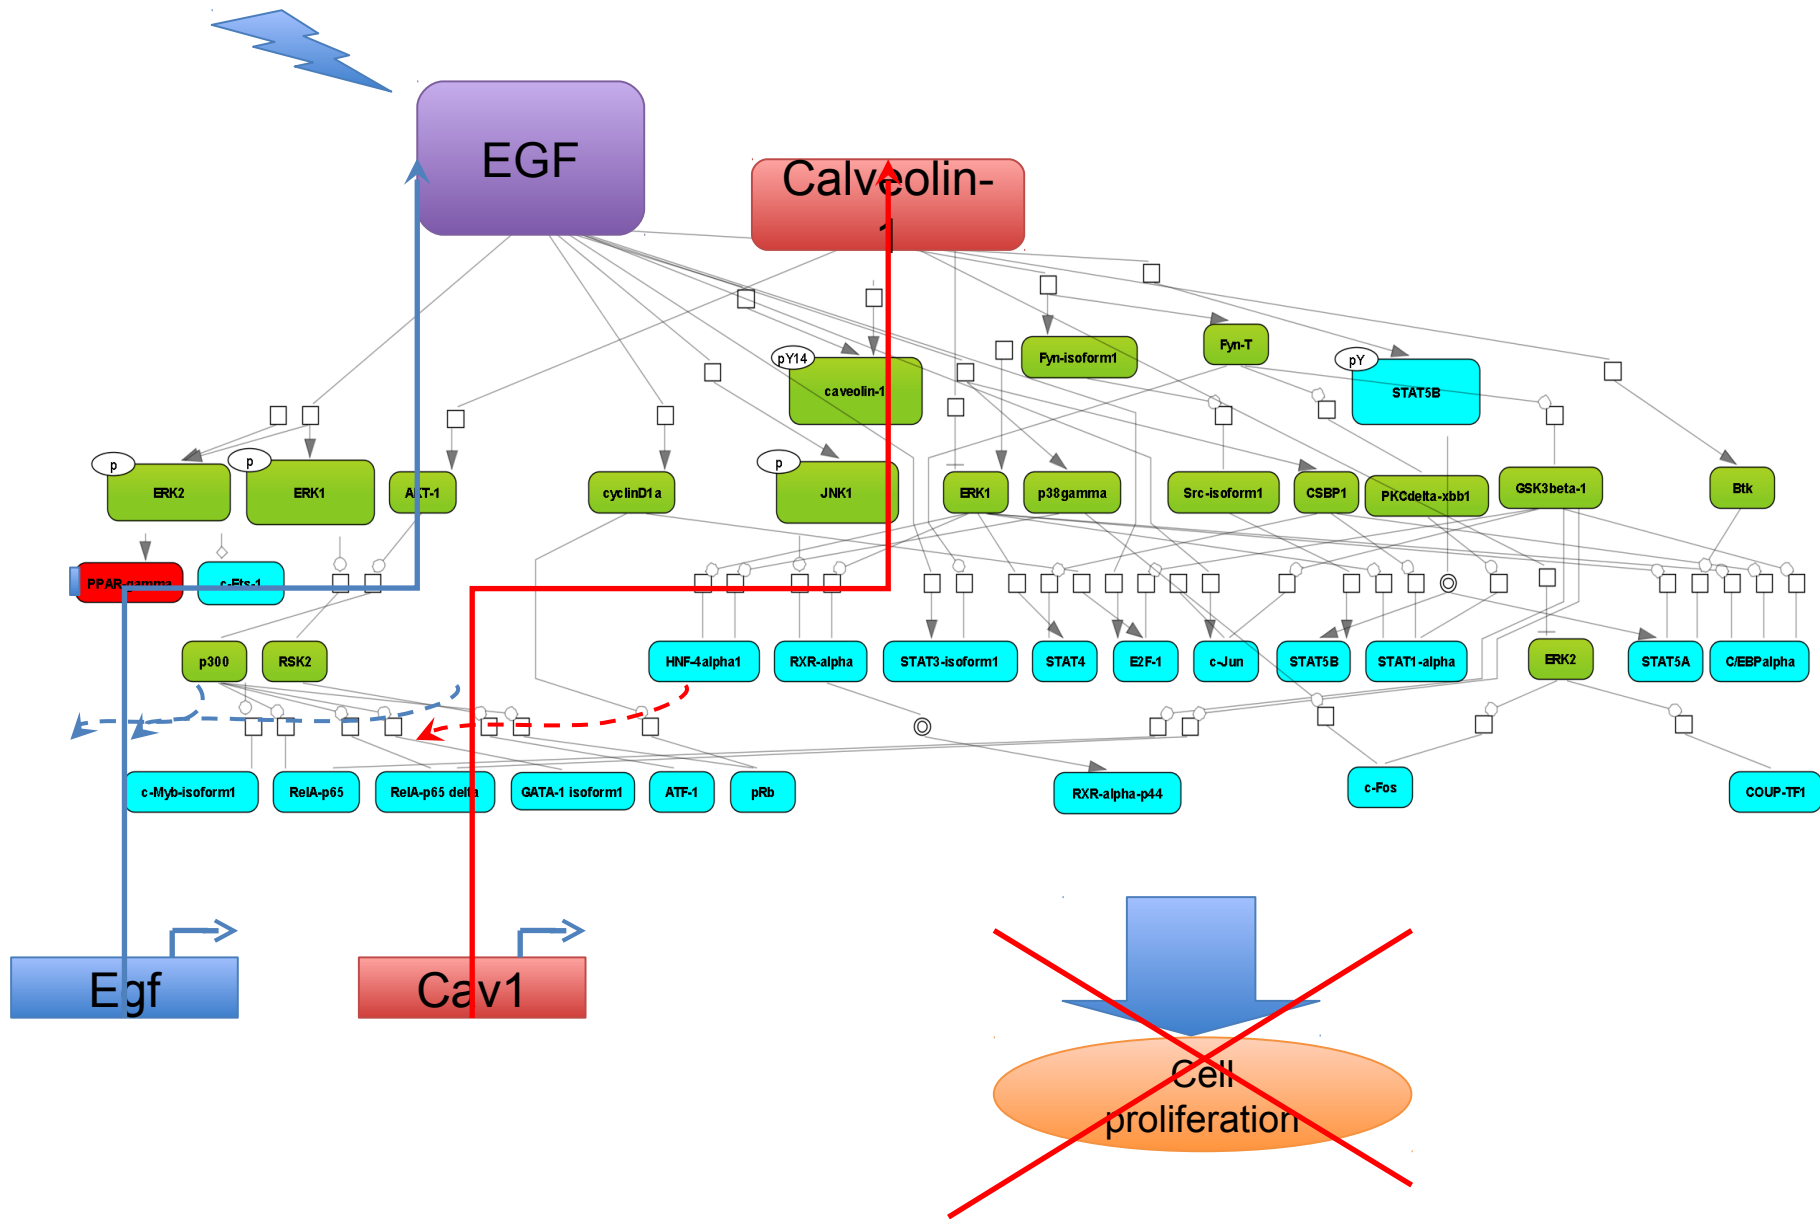 EGF
Calveolin-
1
Fyn-T
pY
pY14
Fyn-isoform1
caveolin-1
STAT5B
p
p
p
ERK2
ERK1
AKT-1
cyclinD1a
JNK1
ERK1
p38gamma
Src-isoform1
CSBP1
PKCdelta-xbb1
GSK3beta-1
Btk
PPAR-gamma
c-Ets-1
p300
RSK2
HNF-4alpha1
RXR-alpha
STAT3-isoform1
STAT4
E2F-1
c-Jun
STAT5B
STAT1-alpha
ERK2
STAT5A
C/EBPalpha
c-Myb-isoform1
RelA-p65
RelA-p65 delta
GATA-1 isoform1
ATF-1
pRb
RXR-alpha-p44
c-Fos
COUP-TF1
Egf
Cav1
Cell
proliferation